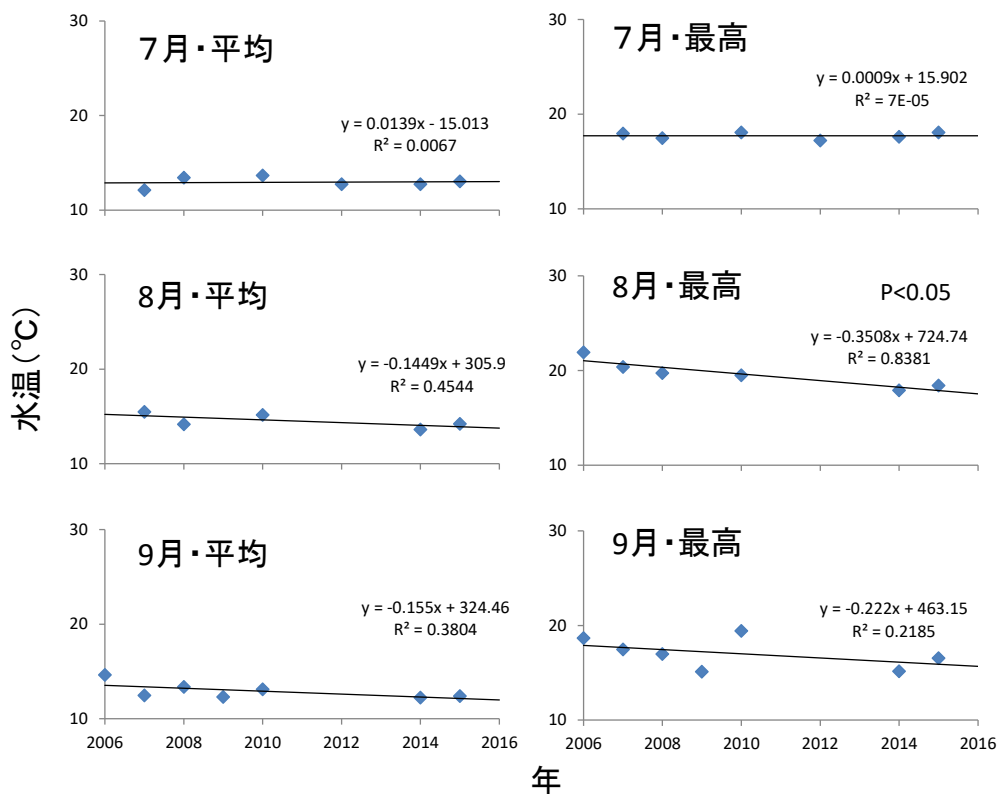 7月・平均
30
20
10
y = 0.0139x - 15.013
R² = 0.0067
7月・最高
30
20
10
y = 0.0009x + 15.902
R² = 7E-05
8月・平均
30
20
10
y = -0.1449x + 305.9
R² = 0.4544
8月・最高
P<0.05
30
20
10
y = -0.3508x + 724.74
R² = 0.8381
水温(℃)
9月・平均
30
20
10
y = -0.155x + 324.46
R² = 0.3804
2006 2008 2010 2012 2014 2016
9月・最高
30
20
10
y = -0.222x + 463.15
R² = 0.2185
2006 2008 2010 2012 2014 2016
年